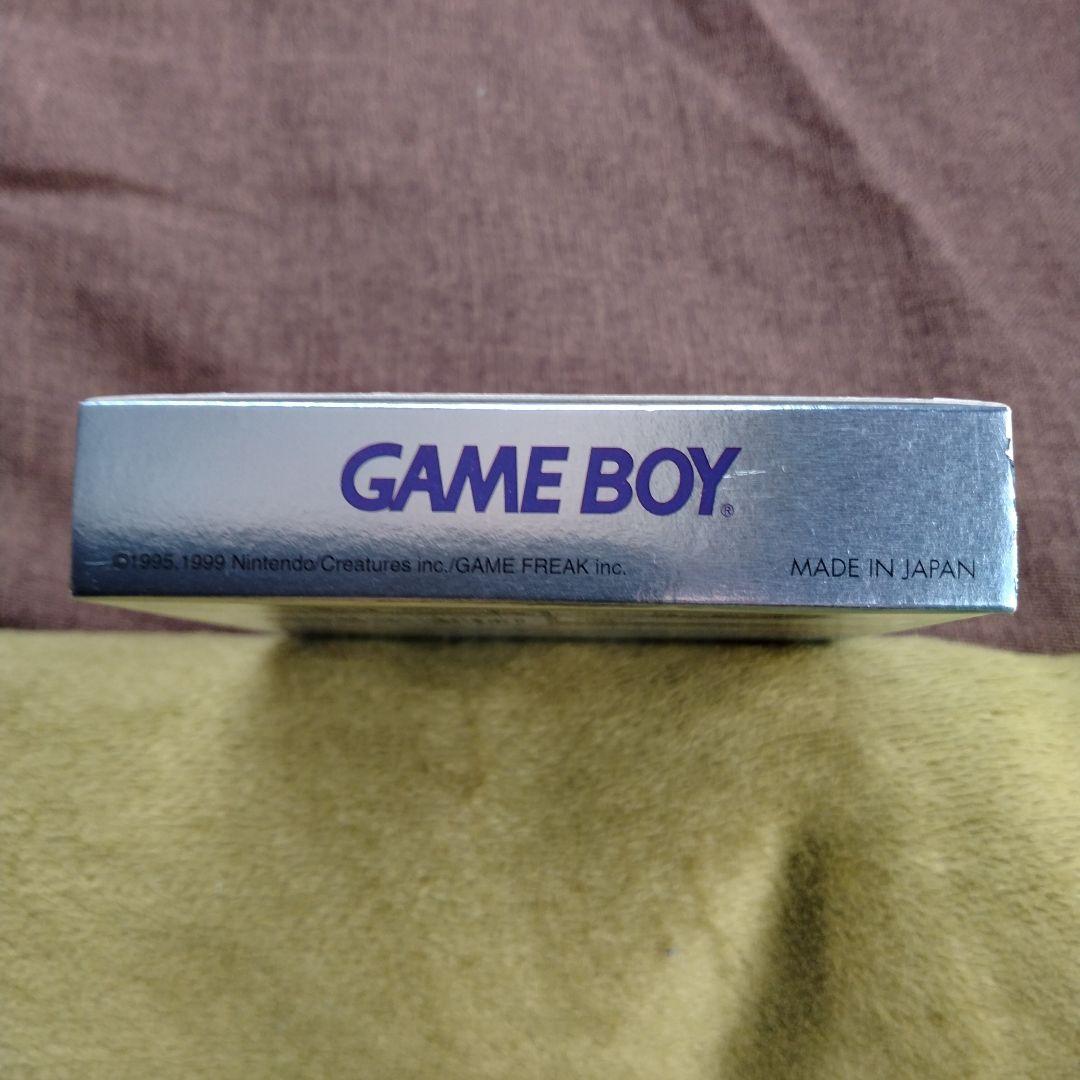 GAME BOY®
©1995,1999 Nintendo/Creatures inc./GAME FREAK inc.
MADE IN JAPAN